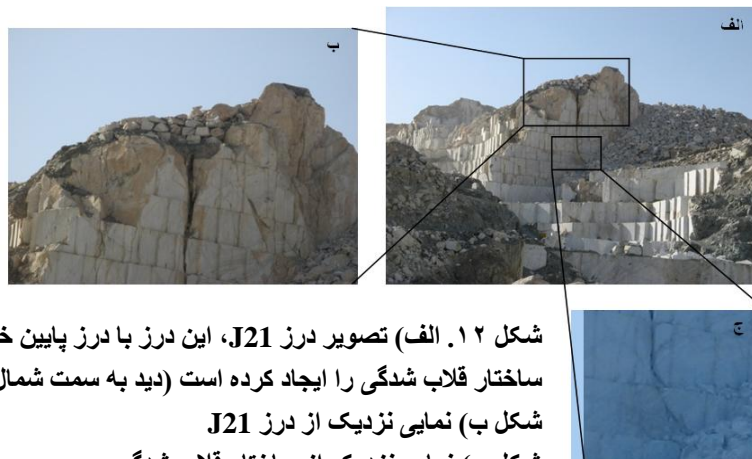 ب
الف
ج
شکل ۱۲. الف) تصویر درز J21، این درز با درز پایین
ساختار قلاب شدگی را ایجاد کرده است (دید به سمت شمال
شکل ب) نمایی نزدیک از درز J21